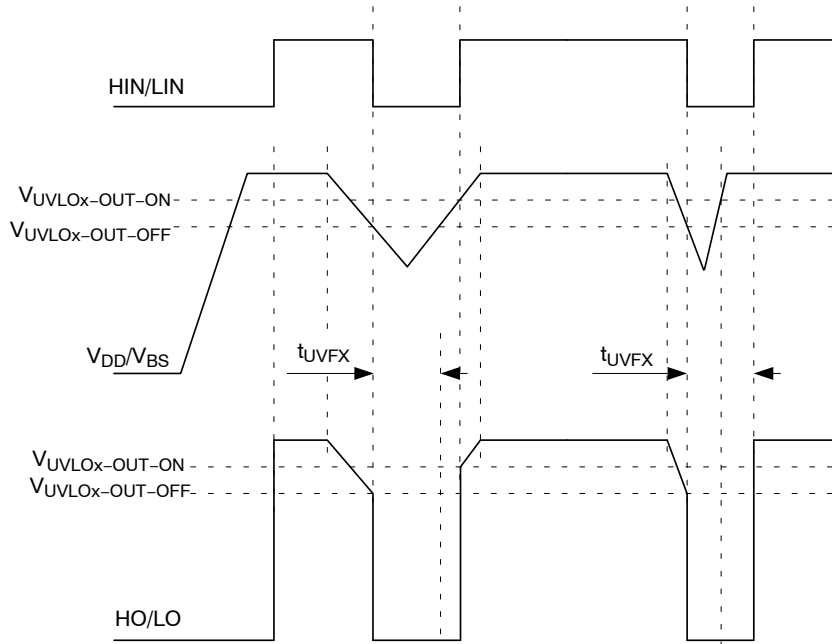 HIN/LIN
VUVLOx–OUT–ON
VUVLOx–OUT–OFF
VDD/VBS
tUVFX
tUVFX
VUVLOx–OUT–ON
VUVLOx–OUT–OFF
HO/LO